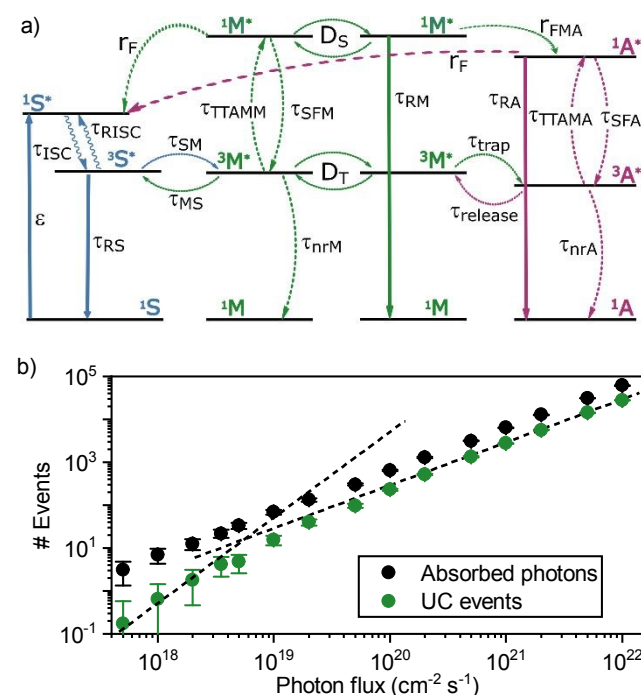 a)
¹M* D_S ¹M*
r_F r_FMA ¹A*
r_F
¹S* τ_TTAMM τ_SFM τ_RM τ_RA τ_TTAMA τ_SFA
τ_RISC
τ_ISC ³S* τ_SM ³M* D_T ³M* τ_trap ³A*
τ_MS τ_release
ε τ_RS τ_nrM τ_nrA
¹S ¹M ¹M ¹A
b)
10⁵
10³
10¹
10⁻¹
# Events
Absorbed photons
UC events
10¹⁸ 10¹⁹ 10²⁰ 10²¹ 10²²
Photon flux (cm⁻² s⁻¹)